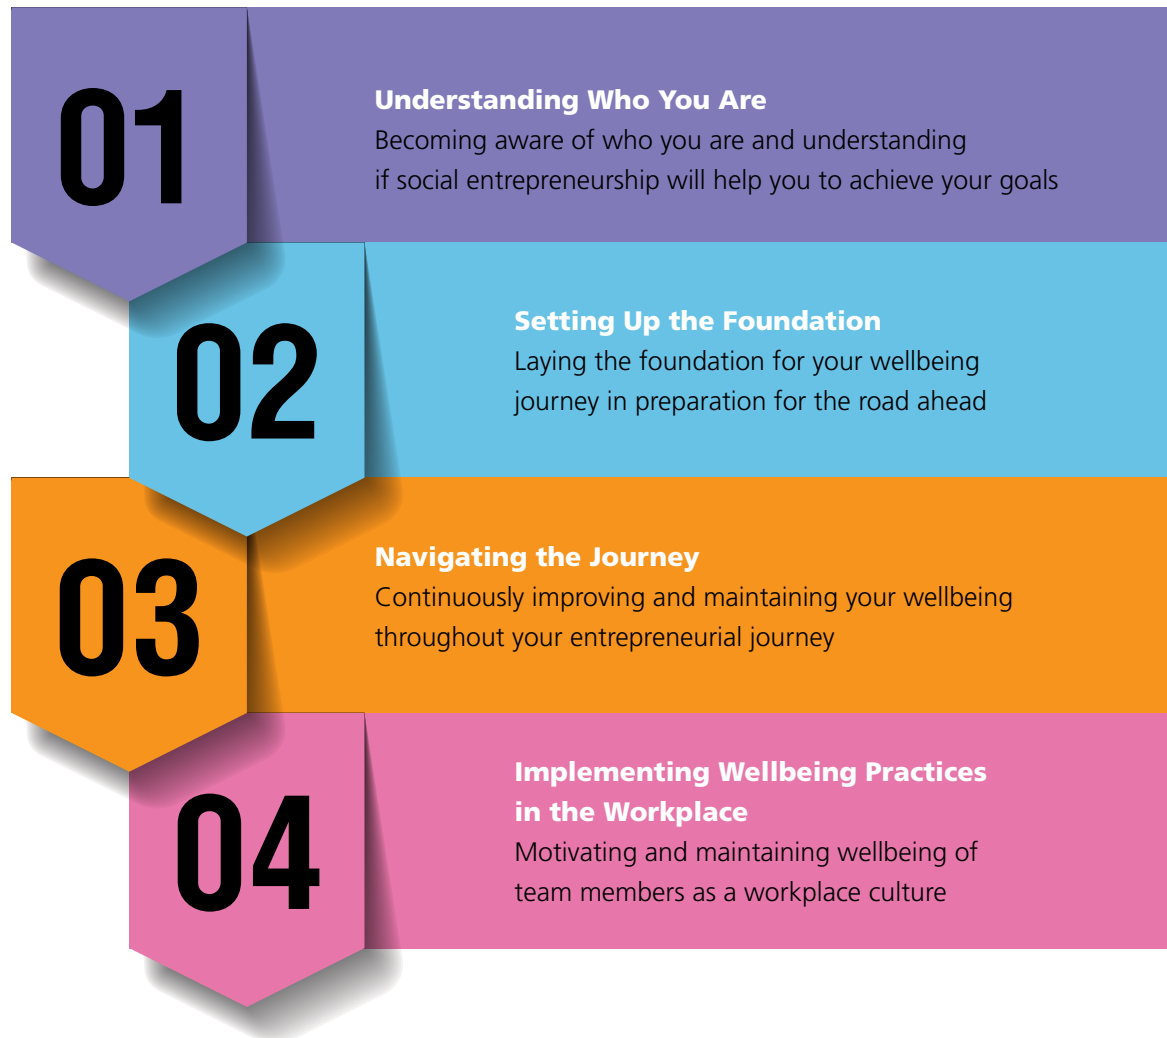 01
Understanding Who You Are
Becoming aware of who you are and understanding
if social entrepreneurship will help you to achieve your goals
02
Setting Up the Foundation
Laying the foundation for your wellbeing
journey in preparation for the road ahead
03
Navigating the Journey
Continuously improving and maintaining your wellbeing
throughout your entrepreneurial journey
04
Implementing Wellbeing Practices
in the Workplace
Motivating and maintaining wellbeing of
team members as a workplace culture